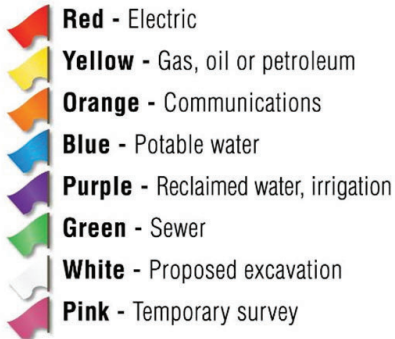 Red - Electric
Yellow - Gas, oil or petroleum
Orange - Communications
Blue - Potable water
Purple - Reclaimed water, irrigation
Green - Sewer
White - Proposed excavation
Pink - Temporary survey